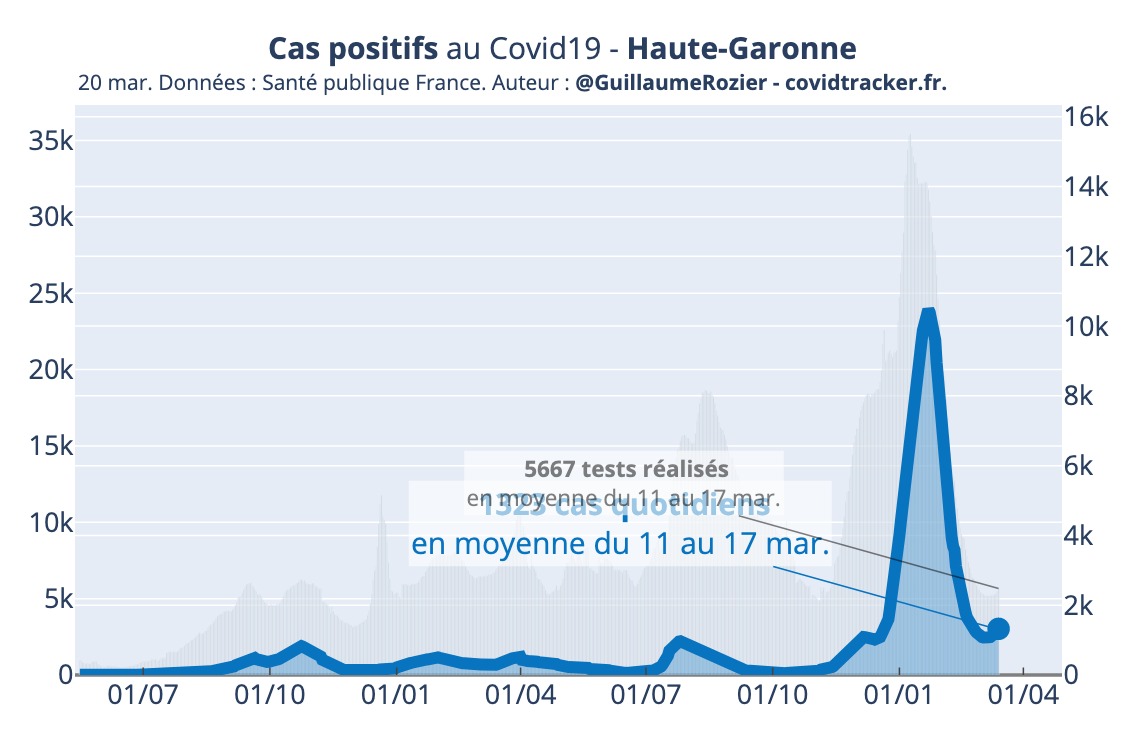 Cas positifs au Covid19 - Haute-Garonne
20 mar. Données : Santé publique France. Auteur : @GuillaumeRozier - covidtracker.fr.
35k
30k
25k
20k
15k
10k
5k
0
16k
14k
12k
10k
8k
6k
4k
2k
0
5667 tests réalisés
en moyenne du 11 au 17 mar.
1323 cas quotidiens
en moyenne du 11 au 17 mar.
01/07 01/10 01/01 01/04 01/07 01/10 01/01 01/04